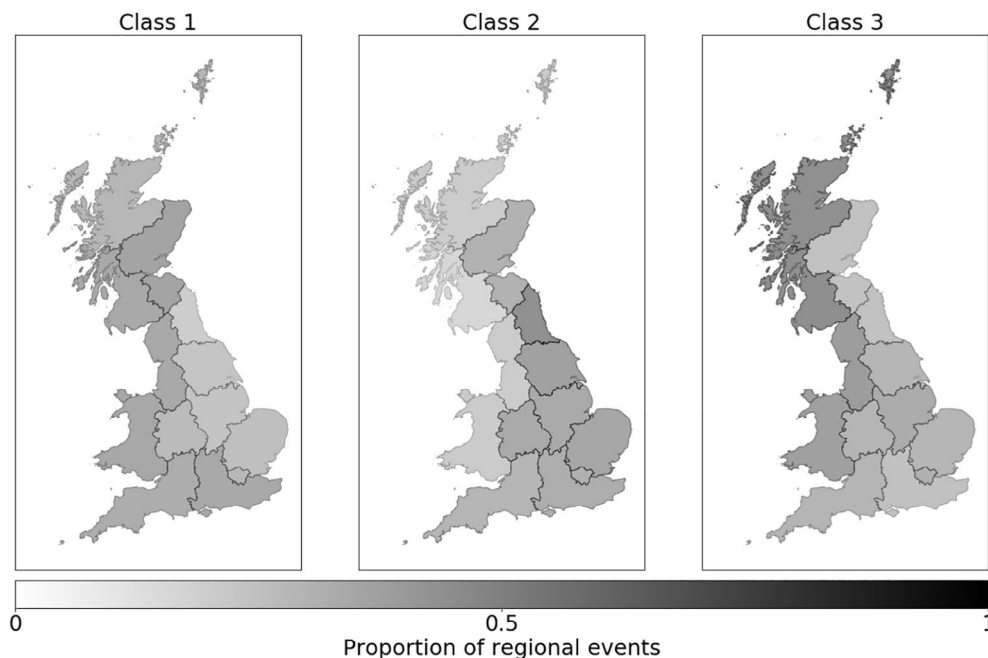 Class 1
Class 2
Class 3
0
0.5
1
Proportion of regional events